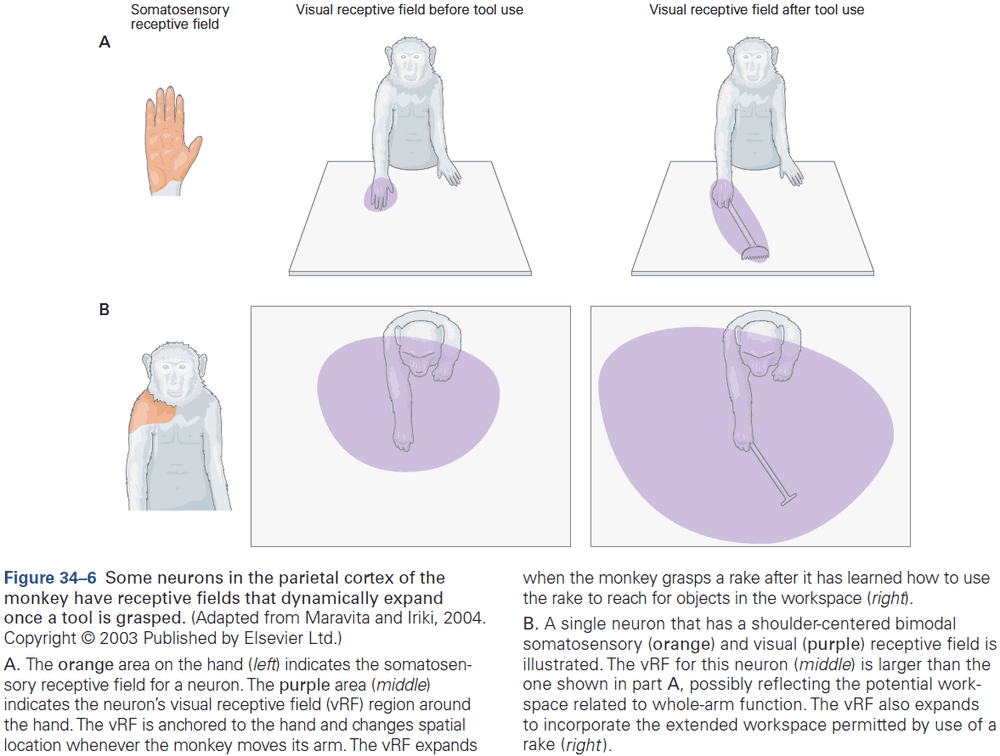 Somatosensory
receptive field
Visual receptive field before tool use
Visual receptive field after tool use
A
B
Figure 34–6 Some neurons in the parietal cortex of the
monkey have receptive fields that dynamically expand
once a tool is grasped. (Adapted from Maravita and Iriki, 2004.
Copyright © 2003 Published by Elsevier Ltd.)
A. The orange area on the hand (left) indicates the somatosen-
sory receptive field for a neuron. The purple area (middle)
indicates the neuron's visual receptive field (vRF) region around
the hand. The vRF is anchored to the hand and changes spatial
location whenever the monkey moves its arm. The vRF expands
when the monkey grasps a rake after it has learned how to use
the rake to reach for objects in the workspace (right).
B. A single neuron that has a shoulder-centered bimodal
somatosensory (orange) and visual (purple) receptive field is
illustrated. The vRF for this neuron (middle) is larger than the
one shown in part A, possibly reflecting the potential work-
space related to whole-arm function. The vRF also expands
to incorporate the extended workspace permitted by use of a
rake (right).